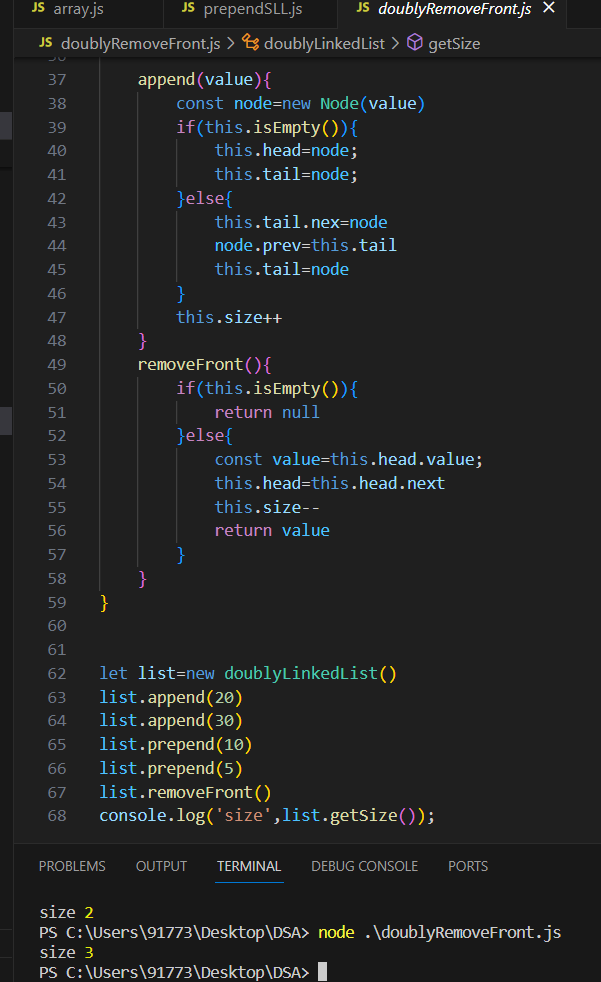 array.js prependSLL.js doublyRemoveFront.js
doublyRemoveFront.js > doublyLinkedList > getSize
37 append(value){
38 const node=new Node(value)
39 if(this.isEmpty()){
40 this.head=node;
41 this.tail=node;
42 }else{
43 this.tail.nex=node
44 node.prev=this.tail
45 this.tail=node
46 }
47 this.size++
48 }
49 removeFront(){
50 if(this.isEmpty()){
51 return null
52 }else{
53 const value=this.head.value;
54 this.head=this.head.next
55 this.size--
56 return value
57 }
58 }
59 }
60
61
62 let list=new doublyLinkedList()
63 list.append(20)
64 list.append(30)
65 list.prepend(10)
66 list.prepend(5)
67 list.removeFront()
68 console.log('size',list.getSize());
PROBLEMS OUTPUT TERMINAL DEBUG CONSOLE PORTS
size 2
PS C:\Users\91773\Desktop\DSA> node .\doublyRemoveFront.js
size 3
PS C:\Users\91773\Desktop\DSA>